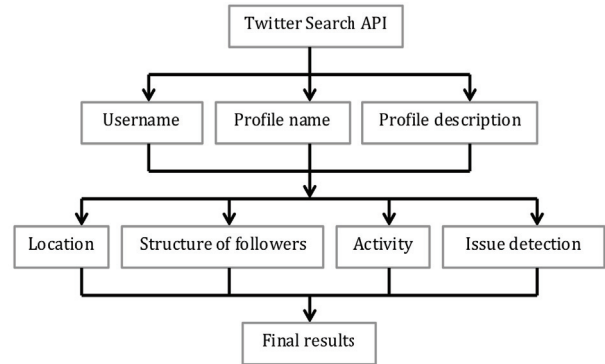 Twitter Search API
Username
Profile name
Profile description
Location
Structure of followers
Activity
Issue detection
Final results